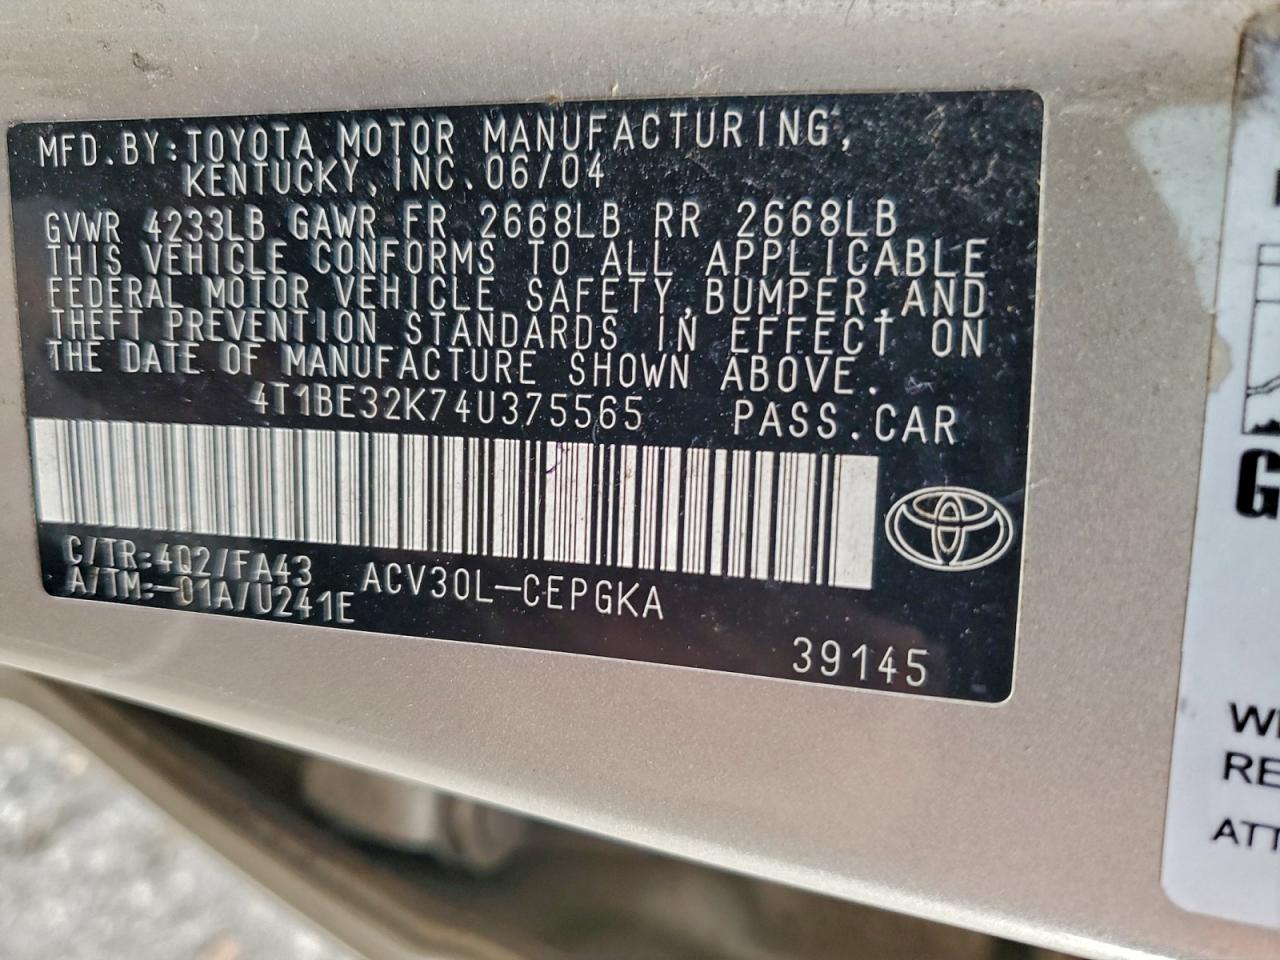 MFD.BY:TOYOTA MOTOR MANUFACTURING,
KENTUCKY, INC. 06/04
GVWR 4233LB GAWR FR 2668LB RR 2668LB
THIS VEHICLE CONFORMS TO ALL APPLICABLE
FEDERAL MOTOR VEHICLE SAFETY, BUMPER, AND
THEFT PREVENTION STANDARDS IN EFFECT ON
THE DATE OF MANUFACTURE SHOWN ABOVE.
4T1BE32K74U375565 PASS.CAR
C/TR:4Q2/FA43 ACV30L-CEPGKA
A/TM:-01A/U241E
39145
G
RE
ATT